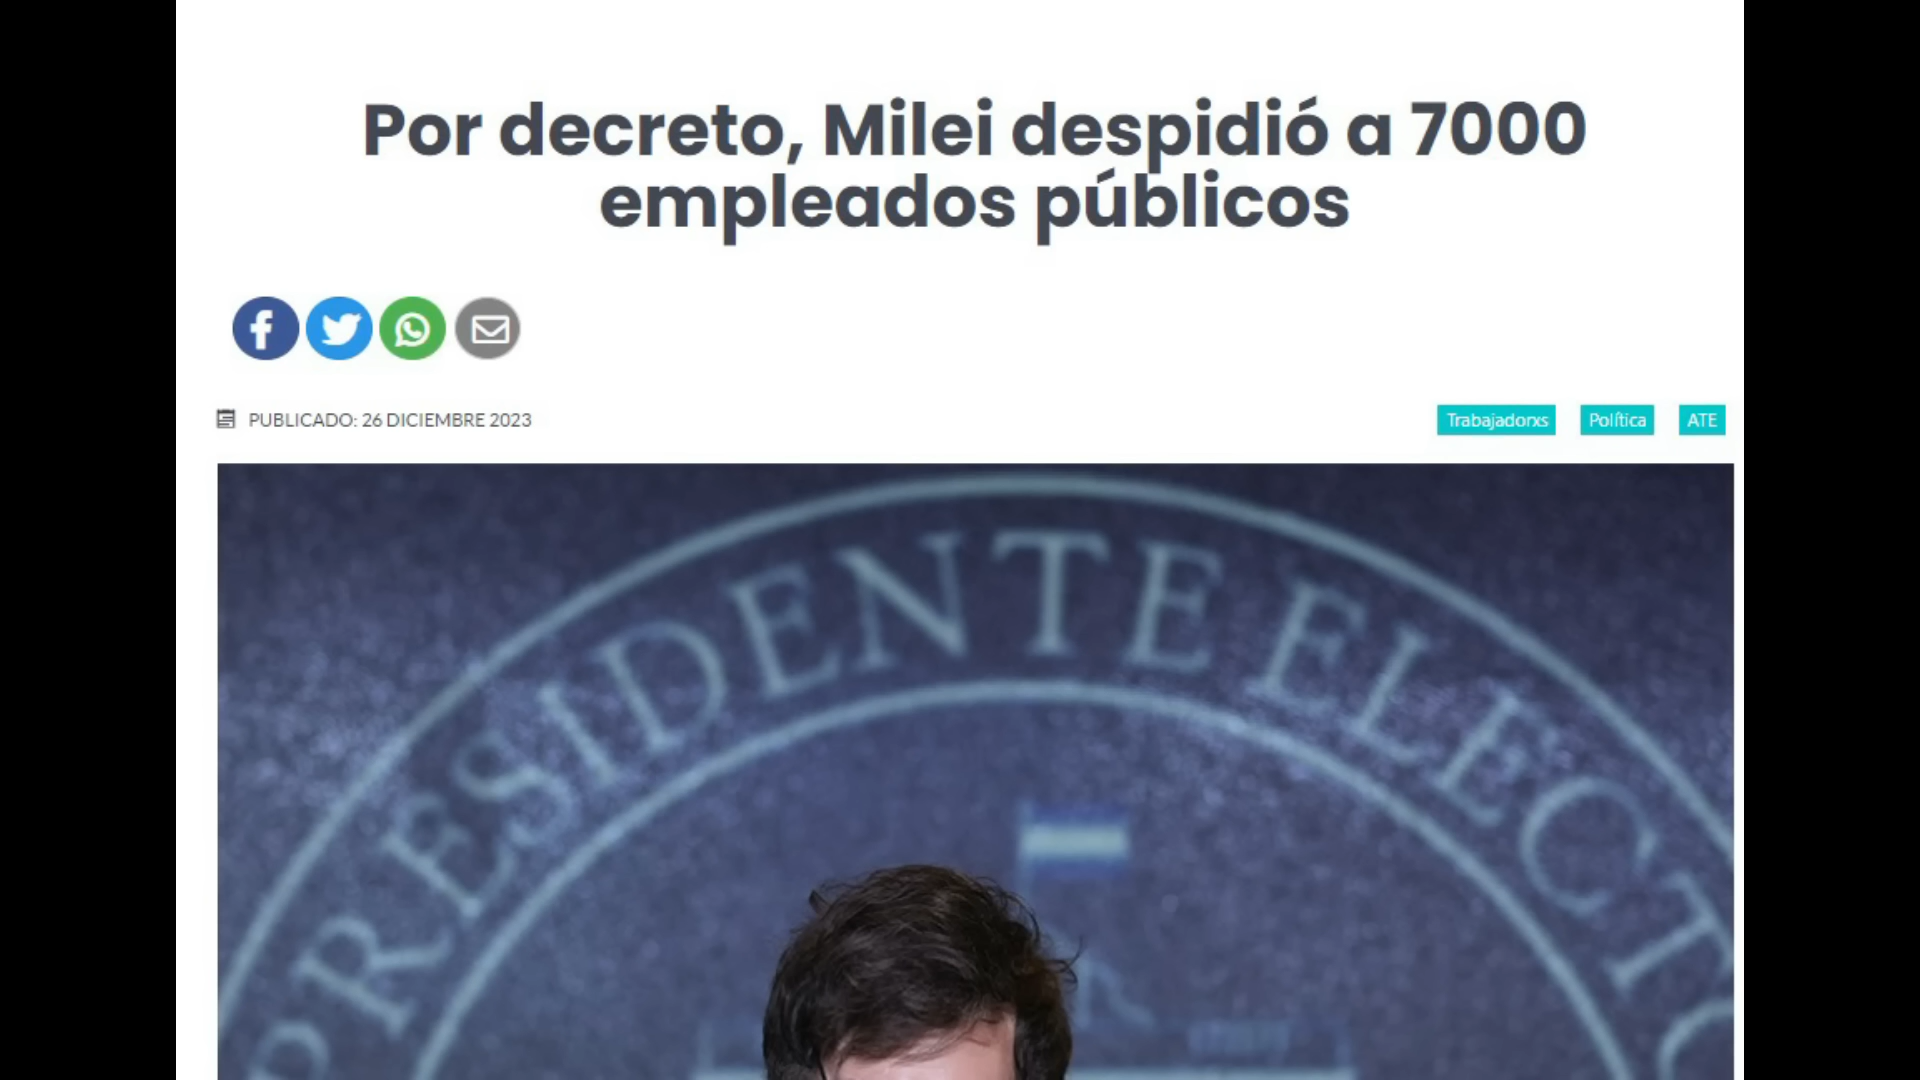 Por decreto, Milei despidió a 7000
empleados públicos
PUBLICADO: 26 DICIEMBRE 2023
Trabajadorxs Política ATE
PRESIDENTE ELECTO